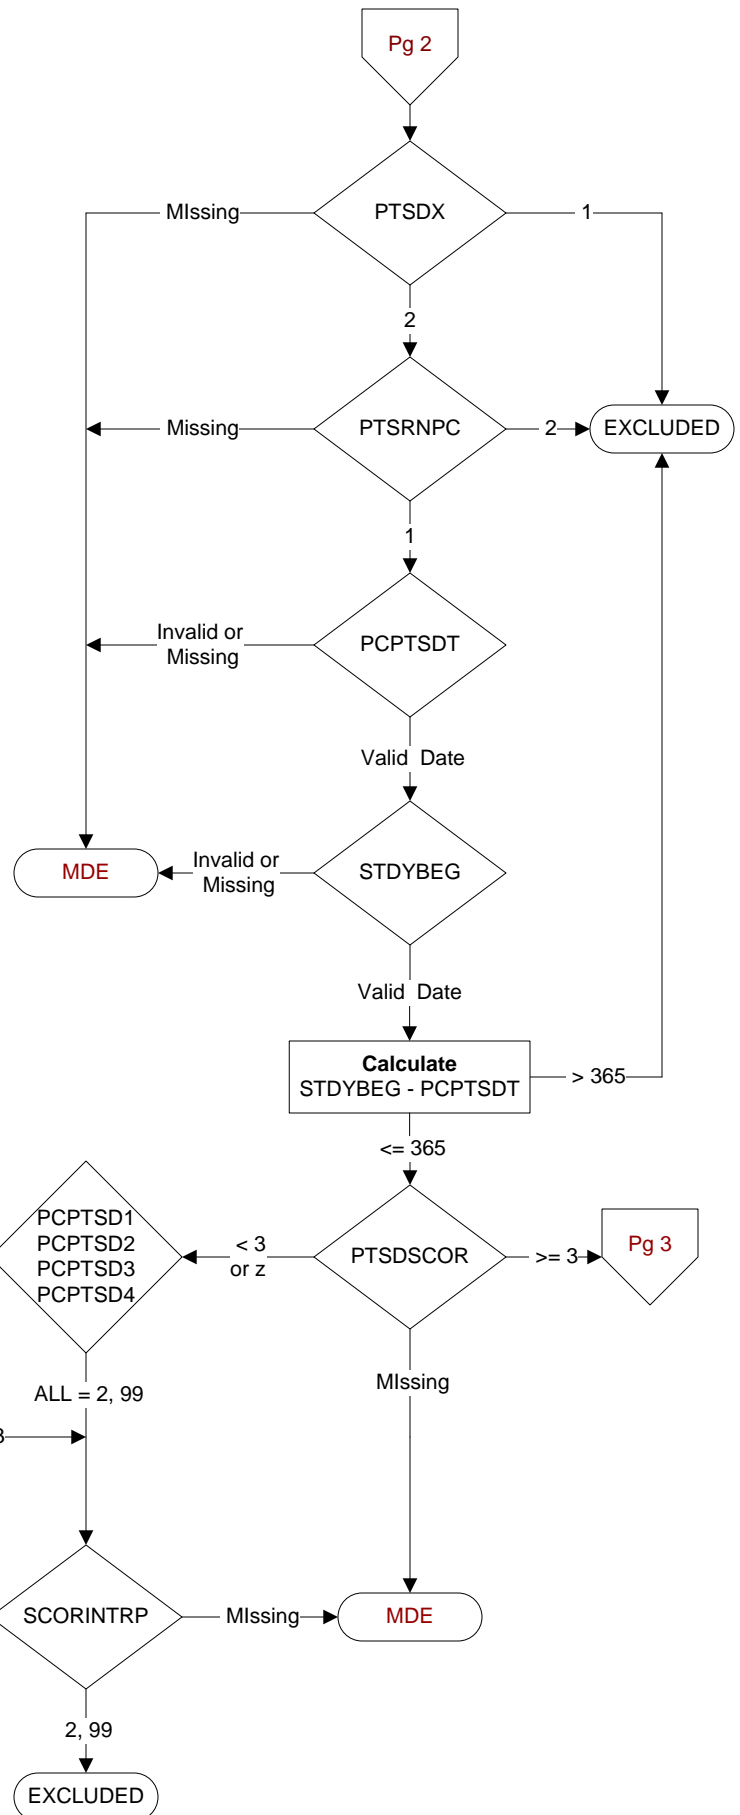 Pg 2
PTSDX
MIssing
1
2
PTSRNPC
Missing
2
EXCLUDED
1
PCPTSDT
Invalid or
Missing
Valid Date
STDYBEG
Invalid or
Missing
MDE
Valid Date
Calculate
STDYBEG - PCPTSDT
> 365
<= 365
PTSDSCOR
< 3
or z
>= 3
Pg 3
PCPTSD1
PCPTSD2
PCPTSD3
PCPTSD4
MIssing
ALL = 2, 99
SCORINTRP
MIssing
MDE
2, 99
EXCLUDED